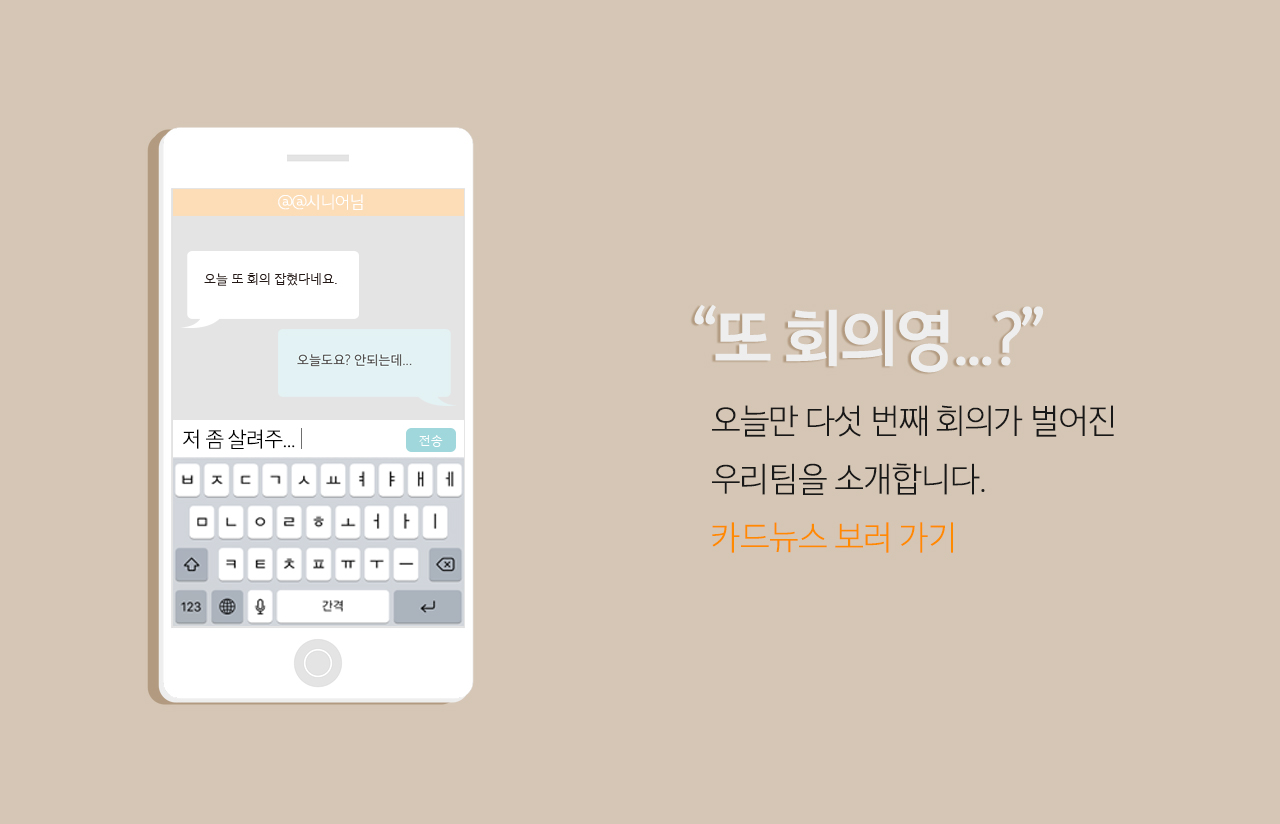 @@시니어님
오늘 또 회의 잡혔다네요.
오늘도요? 안되는데...
저 좀 살려주...
전송
ㅂ ㅈ ㄷ ㄱ ㅅ ㅛ ㅕ ㅑ ㅐ ㅔ
ㅁ ㄴ ㅇ ㄹ ㅎ ㅗ ㅓ ㅏ ㅣ
ㅋ ㅌ ㅊ ㅍ ㅠ ㅜ ㅡ
123 간격
“또 회의영...?”
오늘만 다섯 번째 회의가 벌어진
우리팀을 소개합니다.
카드뉴스 보러 가기